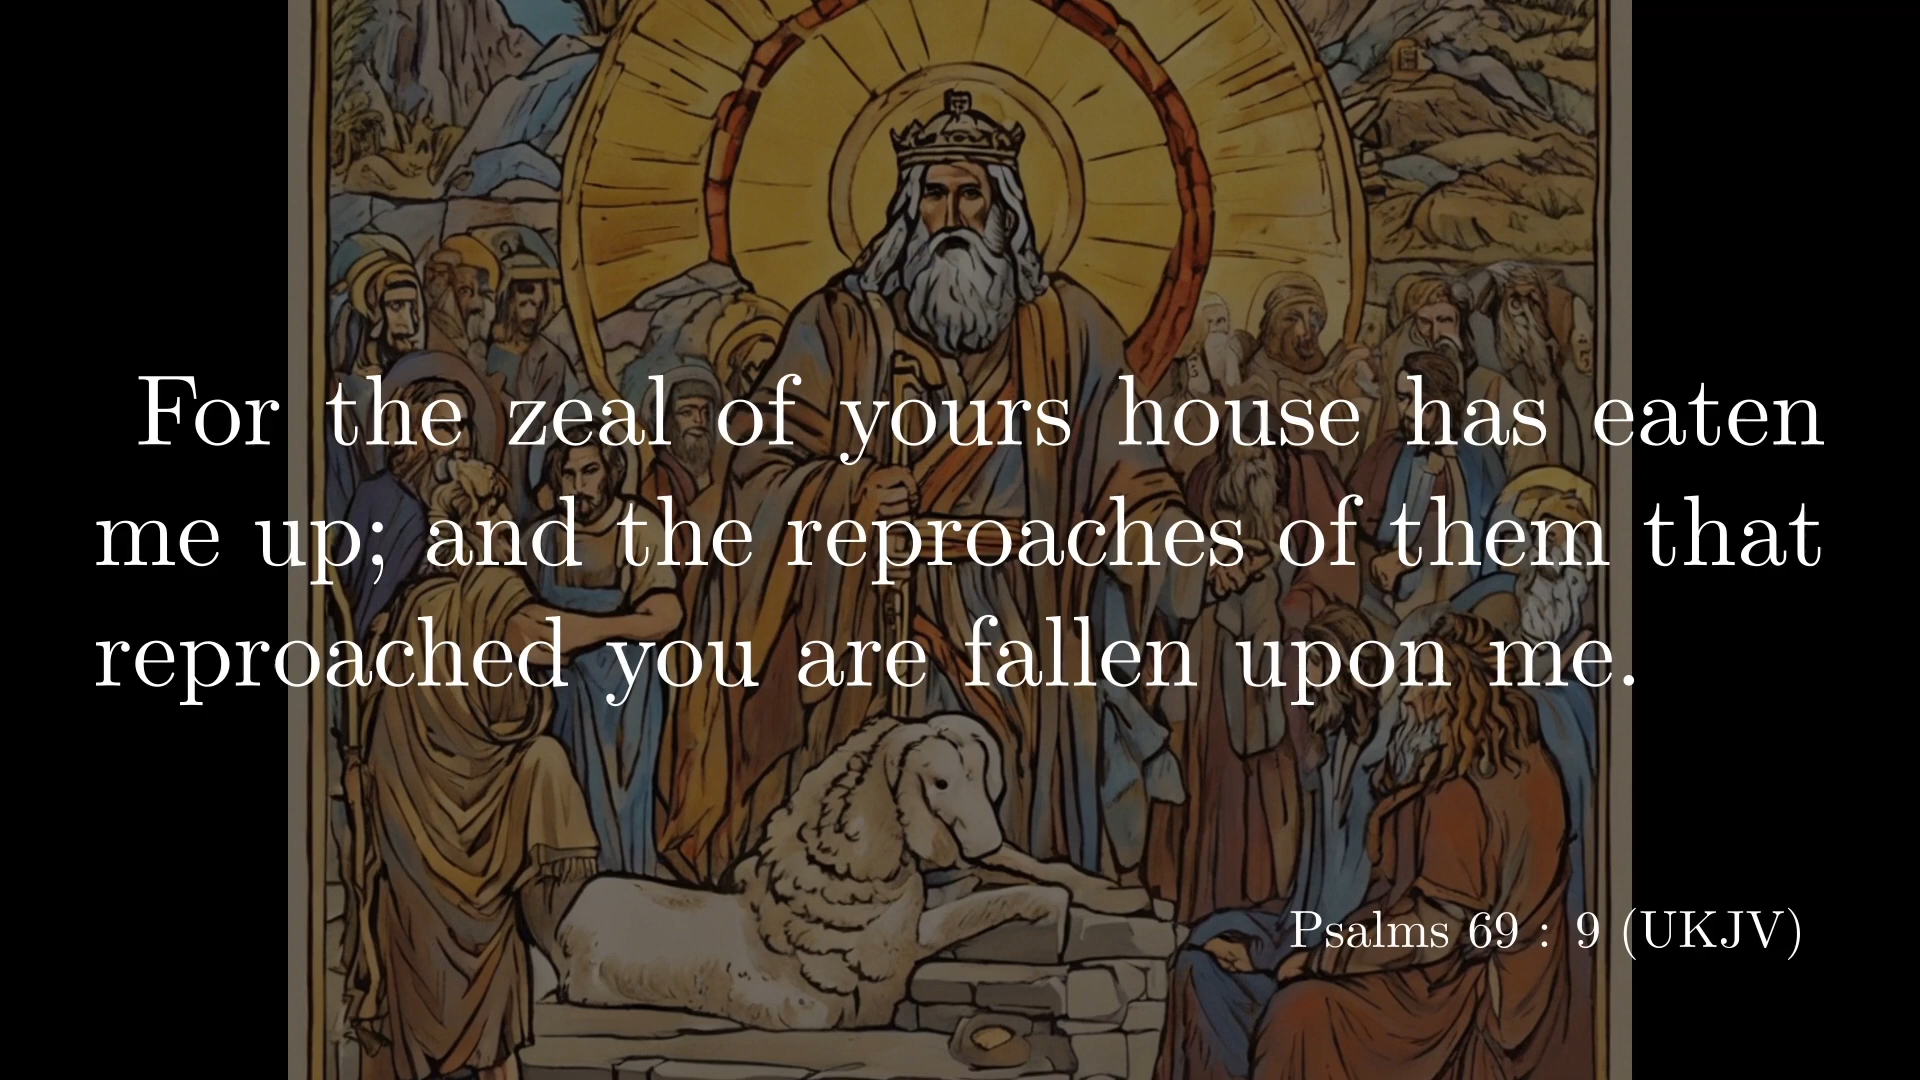 For the zeal of yours house has eaten
me up; and the reproaches of them that
reproached you are fallen upon me.
Psalms 69 : 9 (UKJV)